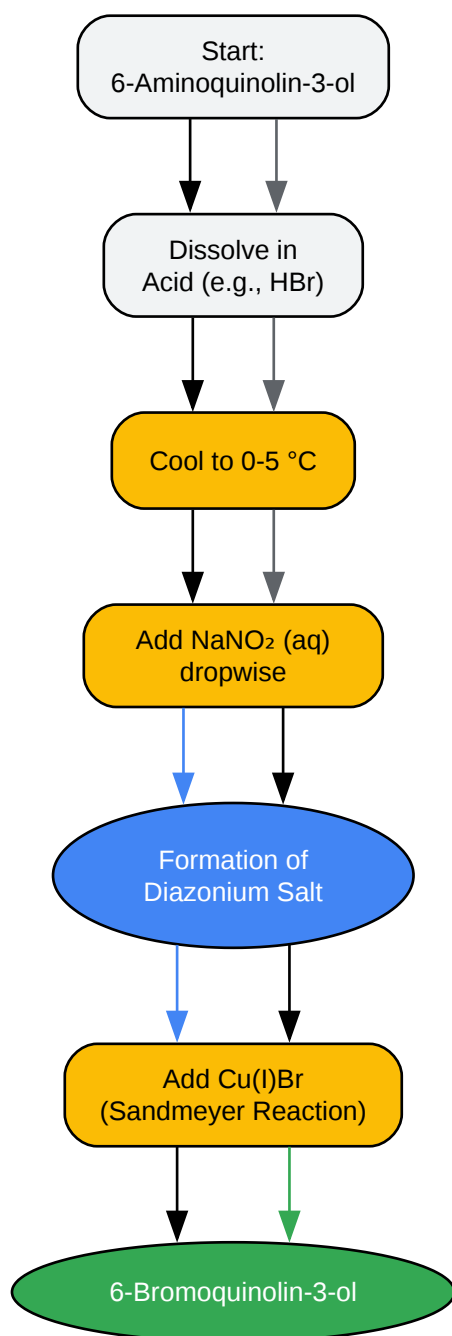 Start:
6-Aminoquinolin-3-ol
Dissolve in
Acid (e.g., HBr)
Cool to 0-5 °C
Add NaNO₂ (aq)
dropwise
Formation of
Diazonium Salt
Add Cu(I)Br
(Sandmeyer Reaction)
6-Bromoquinolin-3-ol